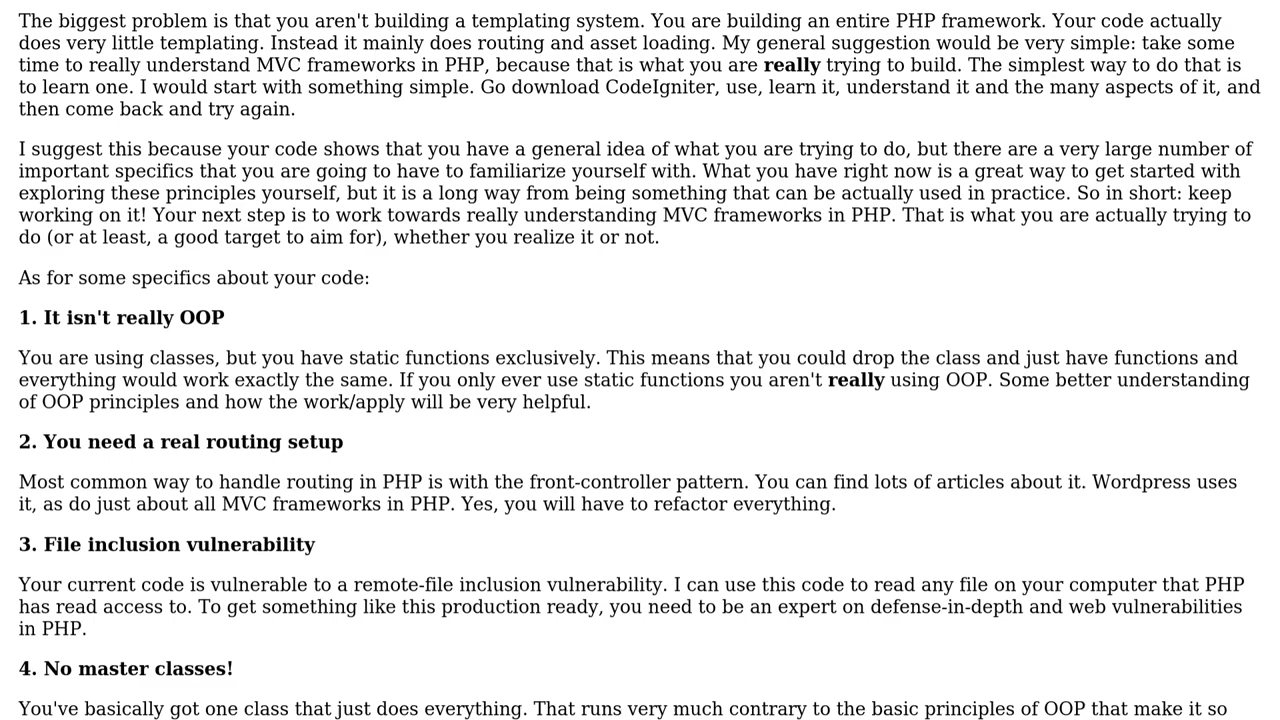 The biggest problem is that you aren't building a templating system. You are building an entire PHP framework. Your code actually
does very little templating. Instead it mainly does routing and asset loading. My general suggestion would be very simple: take some
time to really understand MVC frameworks in PHP, because that is what you are really trying to build. The simplest way to do that is
to learn one. I would start with something simple. Go download CodeIgniter, use, learn it, understand it and the many aspects of it, and
then come back and try again.
I suggest this because your code shows that you have a general idea of what you are trying to do, but there are a very large number of
important specifics that you are going to have to familiarize yourself with. What you have right now is a great way to get started with
exploring these principles yourself, but it is a long way from being something that can be actually used in practice. So in short: keep
working on it! Your next step is to work towards really understanding MVC frameworks in PHP. That is what you are actually trying to
do (or at least, a good target to aim for), whether you realize it or not.
As for some specifics about your code:
1. It isn't really OOP
You are using classes, but you have static functions exclusively. This means that you could drop the class and just have functions and
everything would work exactly the same. If you only ever use static functions you aren't really using OOP. Some better understanding
of OOP principles and how the work/apply will be very helpful.
2. You need a real routing setup
Most common way to handle routing in PHP is with the front-controller pattern. You can find lots of articles about it. Wordpress uses
it, as do just about all MVC frameworks in PHP. Yes, you will have to refactor everything.
3. File inclusion vulnerability
Your current code is vulnerable to a remote-file inclusion vulnerability. I can use this code to read any file on your computer that PHP
has read access to. To get something like this production ready, you need to be an expert on defense-in-depth and web vulnerabilities
in PHP.
4. No master classes!
You've basically got one class that just does everything. That runs very much contrary to the basic principles of OOP that make it so